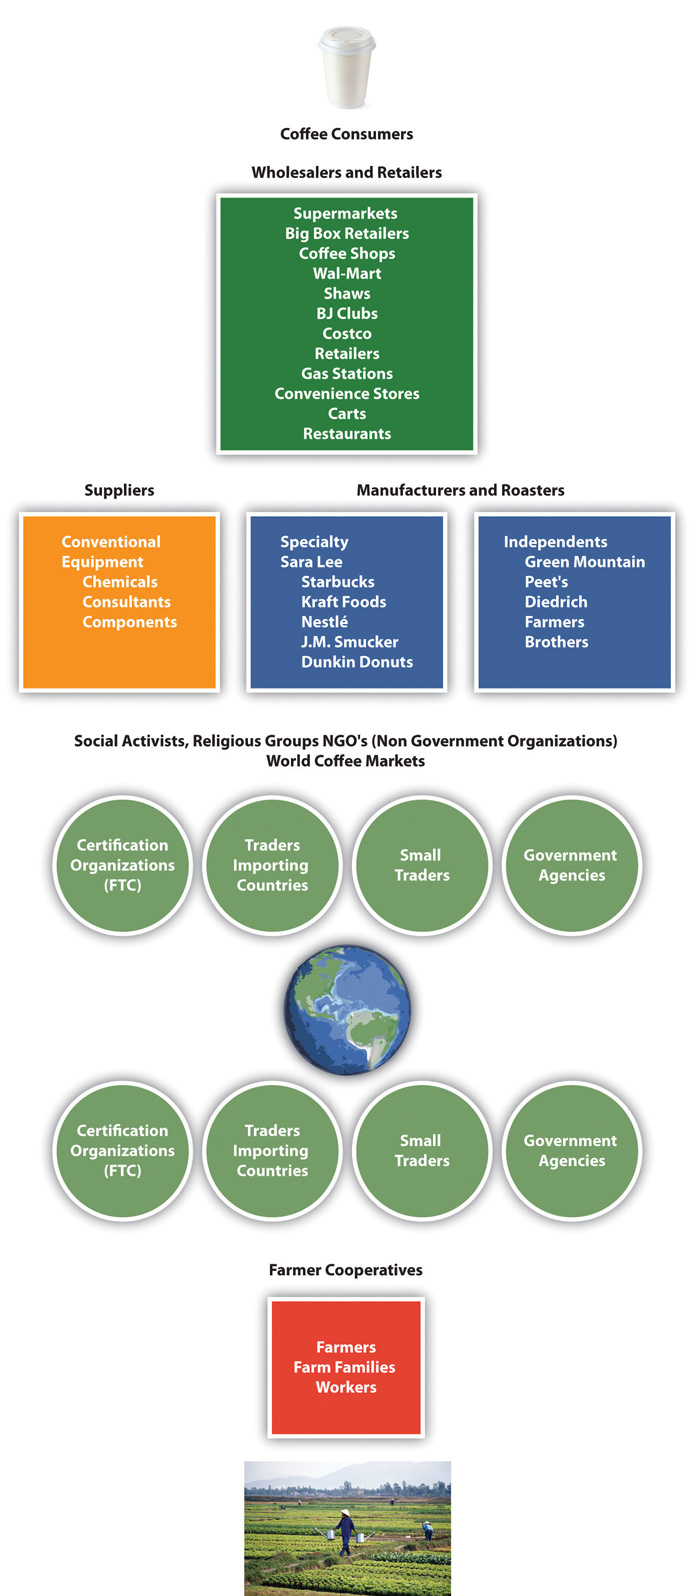 Coffee Consumers
Wholesalers and Retailers
Supermarkets
Big Box Retailers
Coffee Shops
Wal-Mart
Shaws
BJ Clubs
Costco
Retailers
Gas Stations
Convenience Stores
Carts
Restaurants
Suppliers
Conventional
Equipment
Chemicals
Consultants
Components
Manufacturers and Roasters
Specialty
Sara Lee
Starbucks
Kraft Foods
Nestlé
J.M. Smucker
Dunkin Donuts
Independents
Green Mountain
Peet's
Diedrich
Farmers
Brothers
Social Activists, Religious Groups NGO's (Non Government Organizations)
World Coffee Markets
Certification
Organizations
(FTC)
Traders
Importing
Countries
Small
Traders
Government
Agencies
Certification
Organizations
(FTC)
Traders
Importing
Countries
Small
Traders
Government
Agencies
Farmer Cooperatives
Farmers
Farm Families
Workers